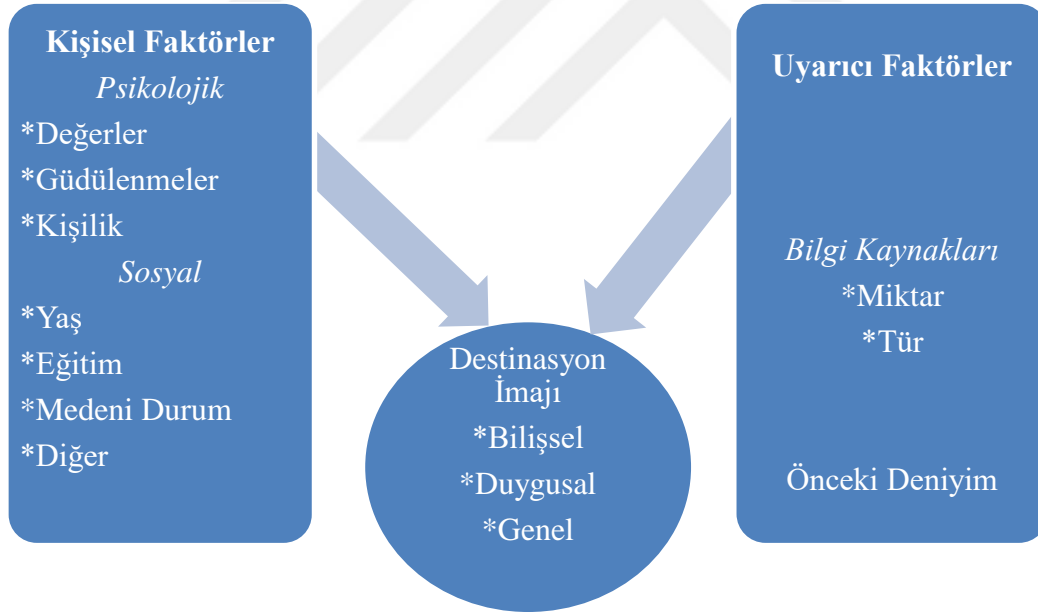 Kişisel Faktörler
Psikolojik
*Değerler
*Güdülenmeler
*Kişilik
Sosyal
*Yaş
*Eğitim
*Medeni Durum
*Diğer
Destinasyon
İmajı
*Bilişsel
*Duygusal
*Genel
Uyarıcı Faktörler
Bilgi Kaynakları
*Miktar
*Tür
Önceki Deniyim